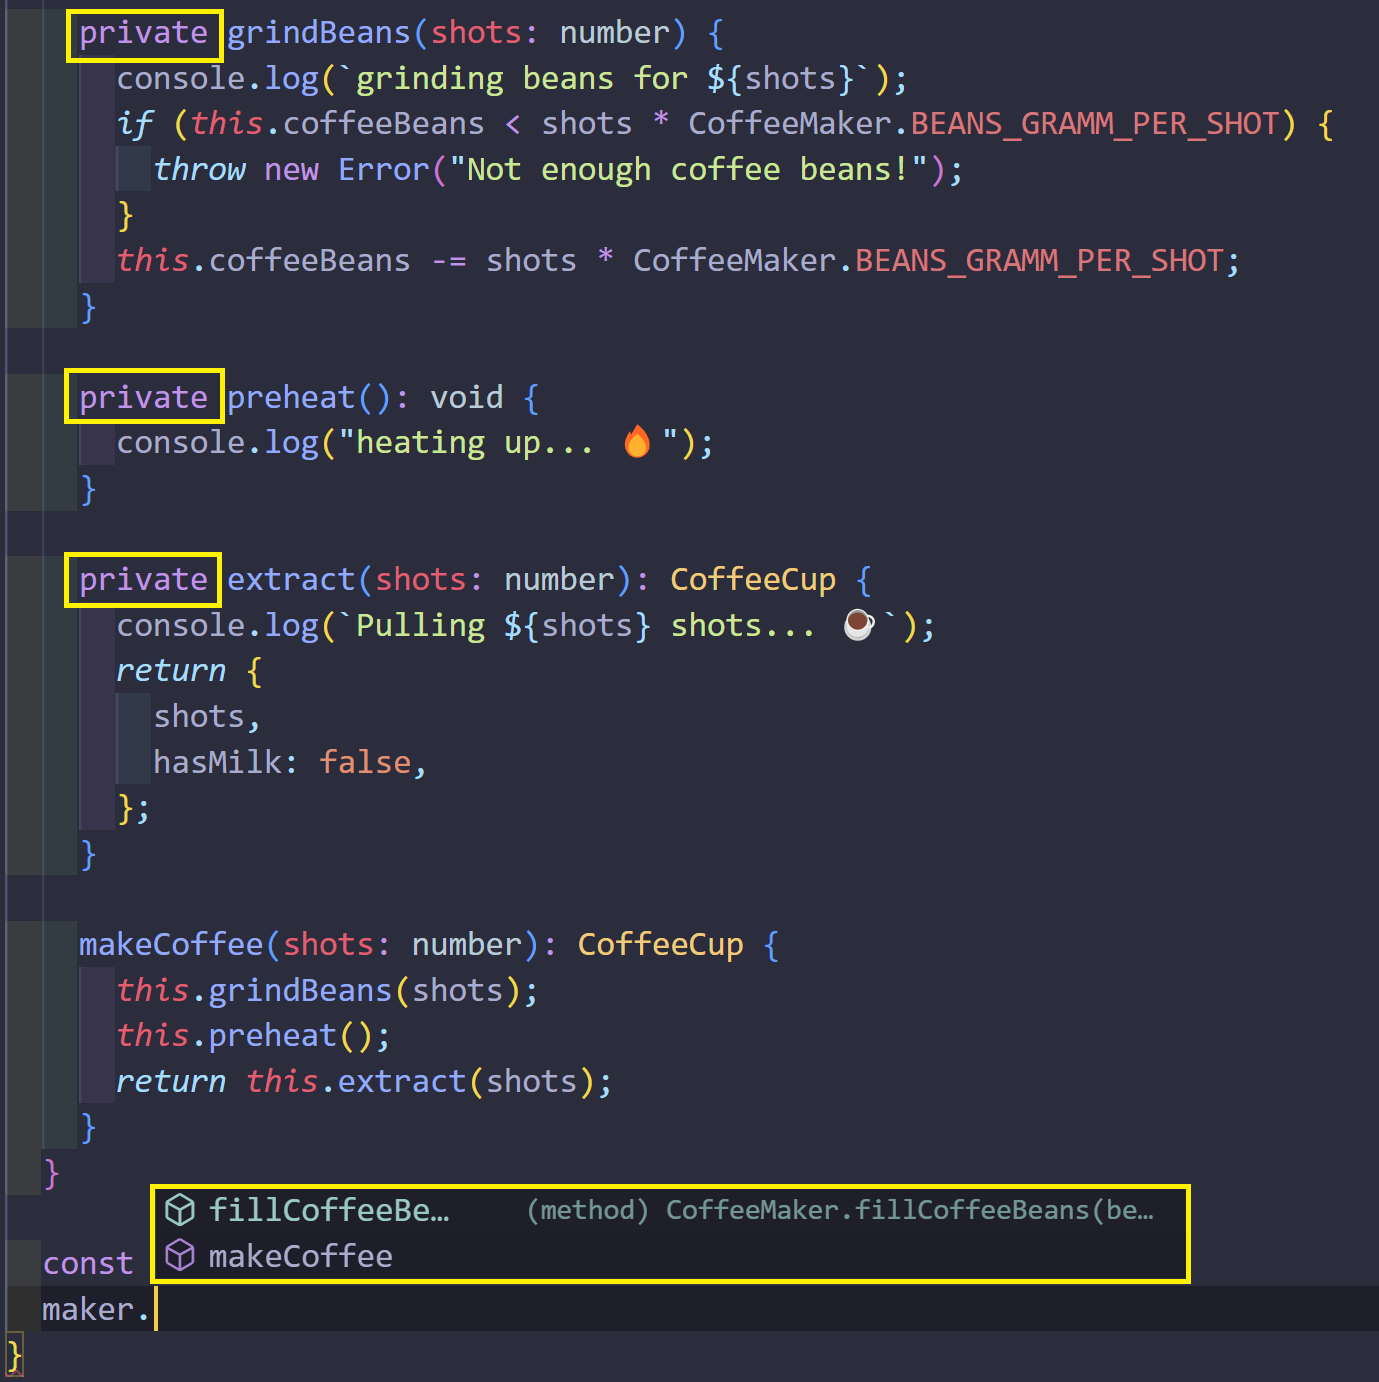 private grindBeans(shots: number) {
console.log(`grinding beans for ${shots}`);
if (this.coffeeBeans < shots * CoffeeMaker.BEANS_GRAMM_PER_SHOT) {
throw new Error("Not enough coffee beans!");
}
this.coffeeBeans -= shots * CoffeeMaker.BEANS_GRAMM_PER_SHOT;
}
private preheat(): void {
console.log("heating up... 🔥");
}
private extract(shots: number): CoffeeCup {
console.log(`Pulling ${shots} shots... ☕`);
return {
shots,
hasMilk: false,
};
}
makeCoffee(shots: number): CoffeeCup {
this.grindBeans(shots);
this.preheat();
return this.extract(shots);
}
}
fillCoffeeBe… (method) CoffeeMaker.fillCoffeeBeans(be…
makeCoffee
const
maker.
}